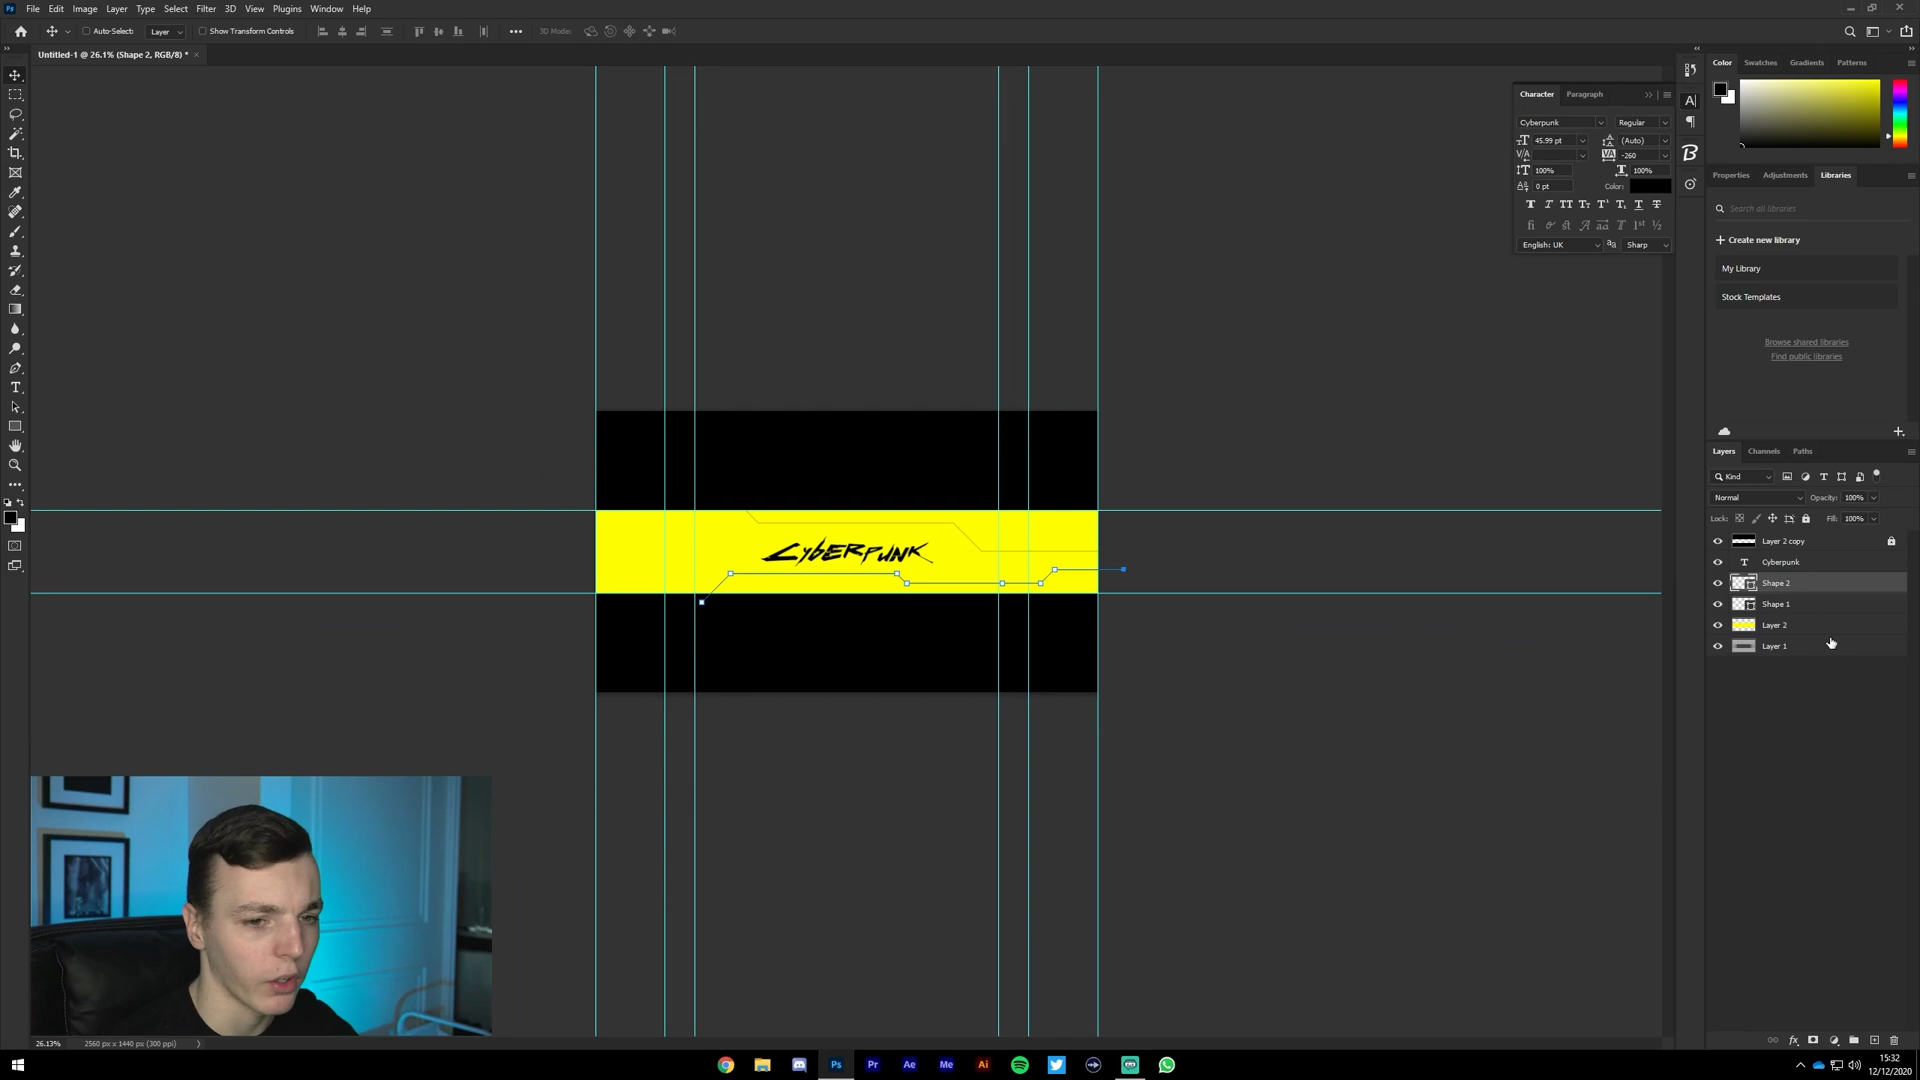 File Edit Image Layer Type Select Filter 3D View Plugins Window Help
Auto-Select: Layer Show Transform Controls 3D Mode:
Untitled-1 @ 26.1% (Shape 2, RGB/8) *
Color Swatches Gradients Patterns
Character Paragraph
Cyberpunk Regular
45.99 pt (Auto)
-260
100% 100%
0 pt Color:
English: UK Sharp
Properties Adjustments Libraries
Search all libraries
Create new library
My Library
Stock Templates
Browse shared libraries
Find public libraries
Layers Channels Paths
Kind
Normal Opacity: 100%
Lock: Fill: 100%
Layer 2 copy
Cyberpunk
Shape 2
Shape 1
Layer 2
Layer 1
CYBERPUNK
26.13% 2560 px x 1440 px (300 ppi)
15:32
12/12/2020